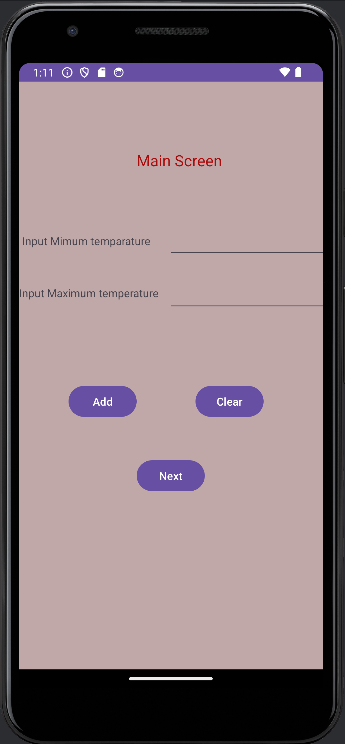 1:11
Main Screen
Input Mimum temparature
Input Maximum temperature
Add Clear
Next